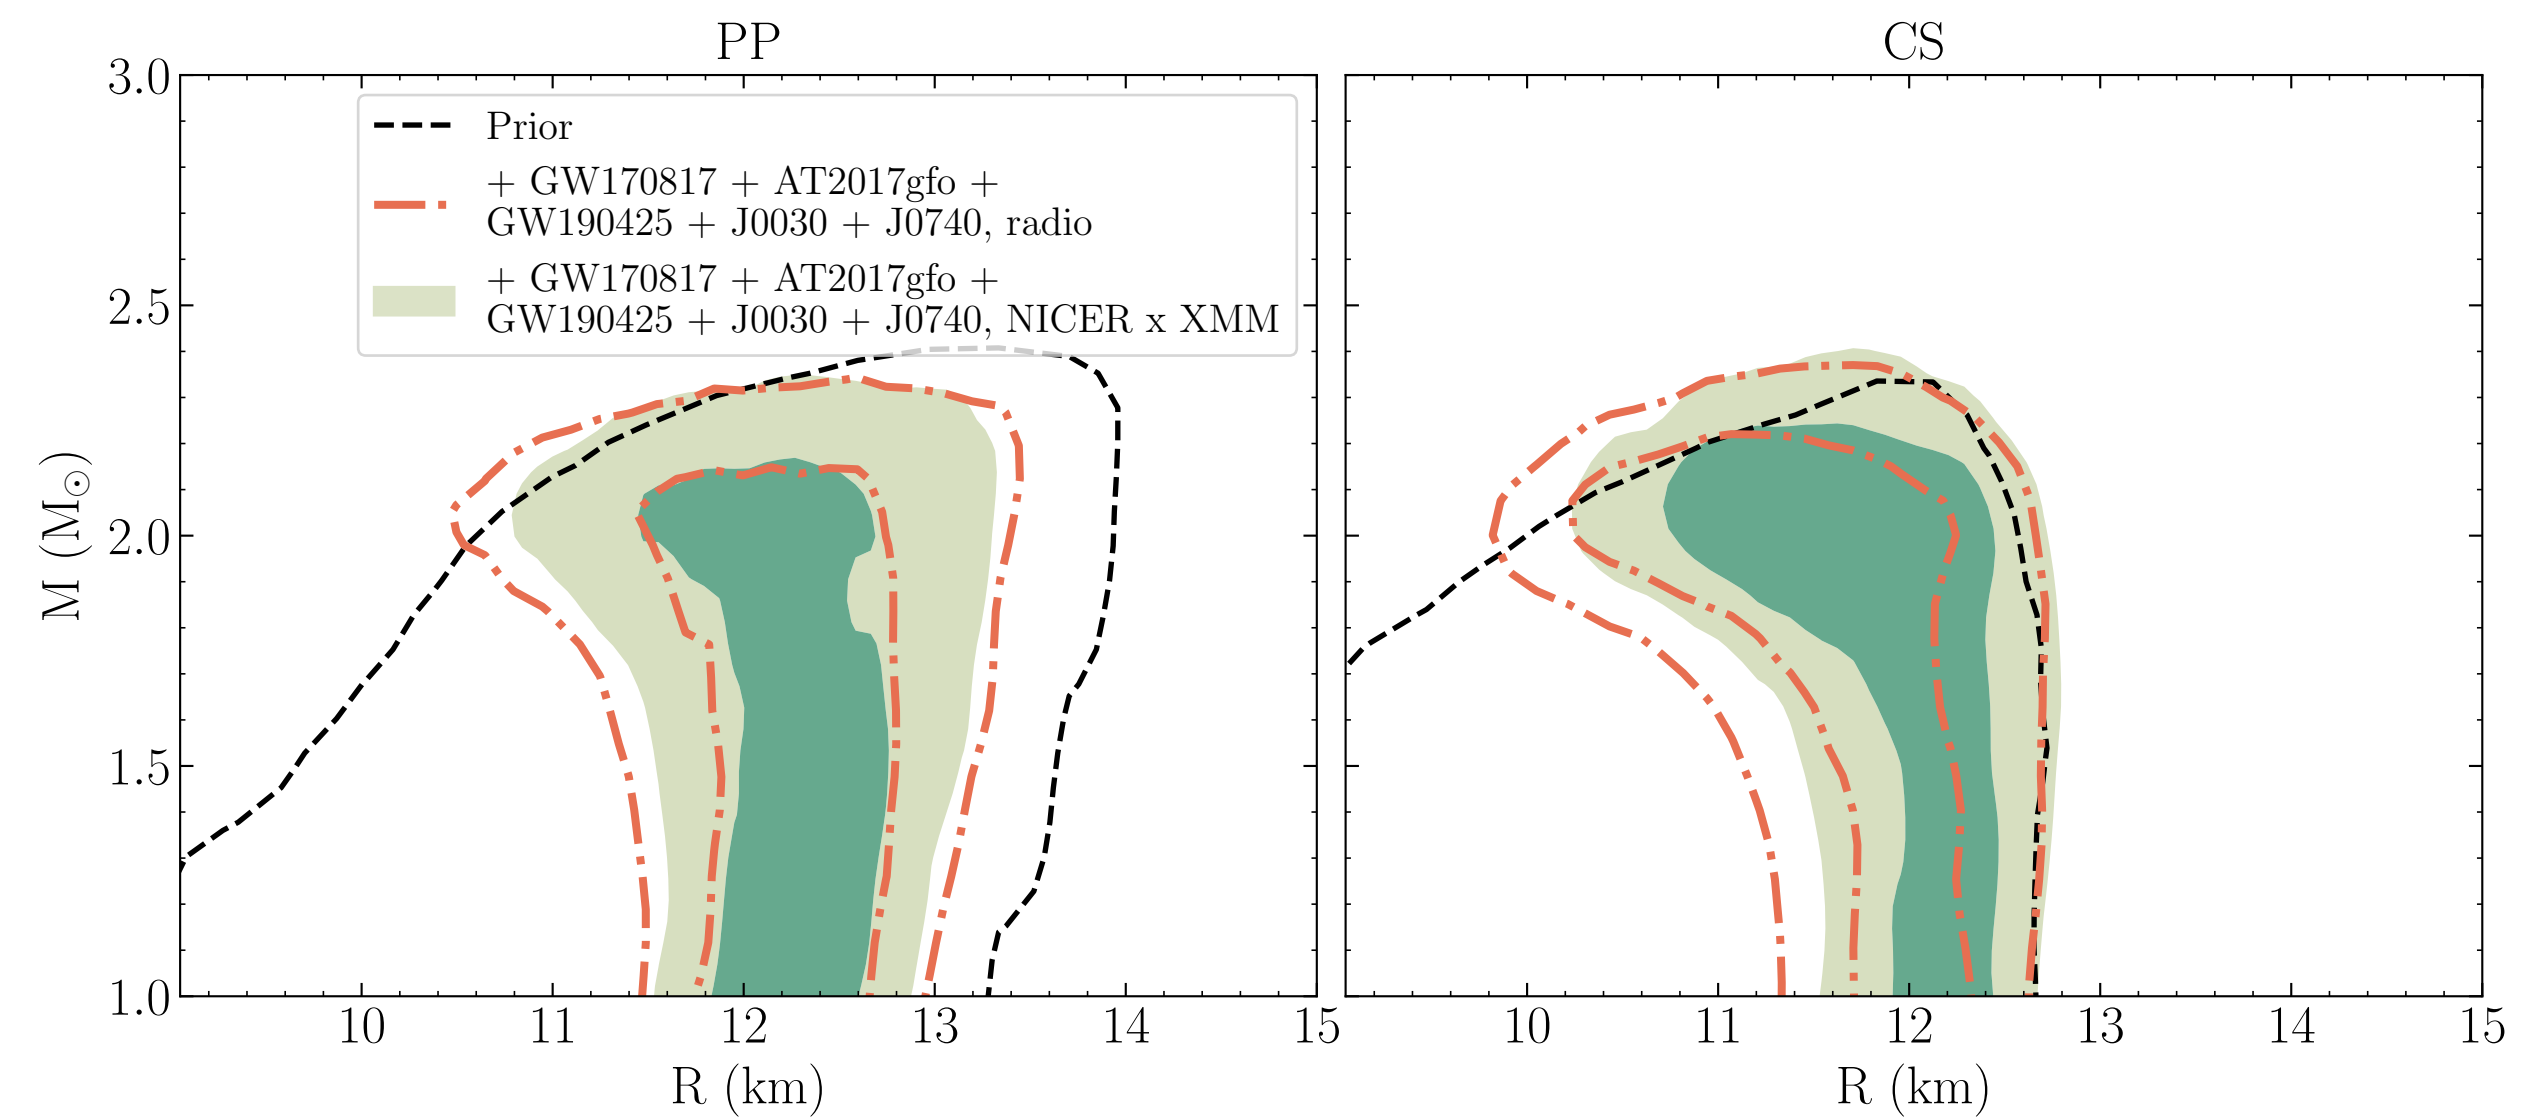 PP
CS
Prior
+ GW170817 + AT2017gfo +
GW190425 + J0030 + J0740, radio
+ GW170817 + AT2017gfo +
GW190425 + J0030 + J0740, NICER x XMM
3.0
2.5
2.0
1.5
1.0
M (M⊙)
10 11 12 13 14 15
10 11 12 13 14 15
R (km)
R (km)